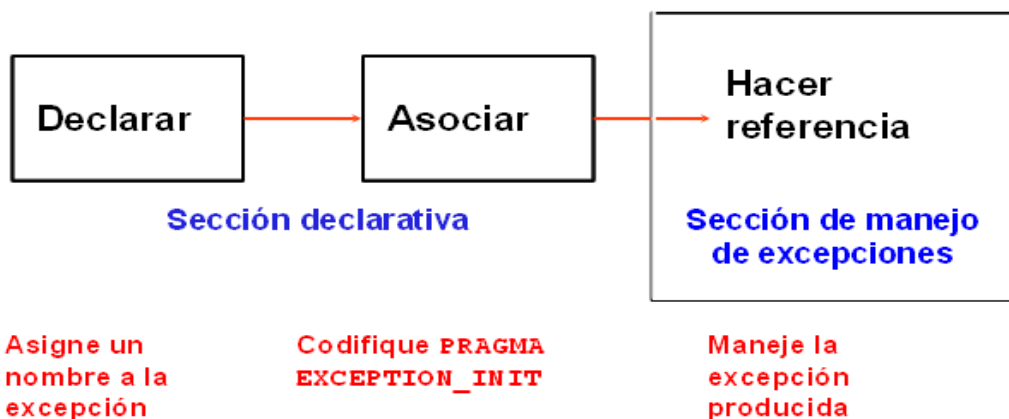 Declarar
Asociar
Hacer
referencia
Sección declarativa
Sección de manejo
de excepciones
Asigne un
nombre a la
excepción
Codifique PRAGMA
EXCEPTION_INIT
Maneje la
excepción
producida